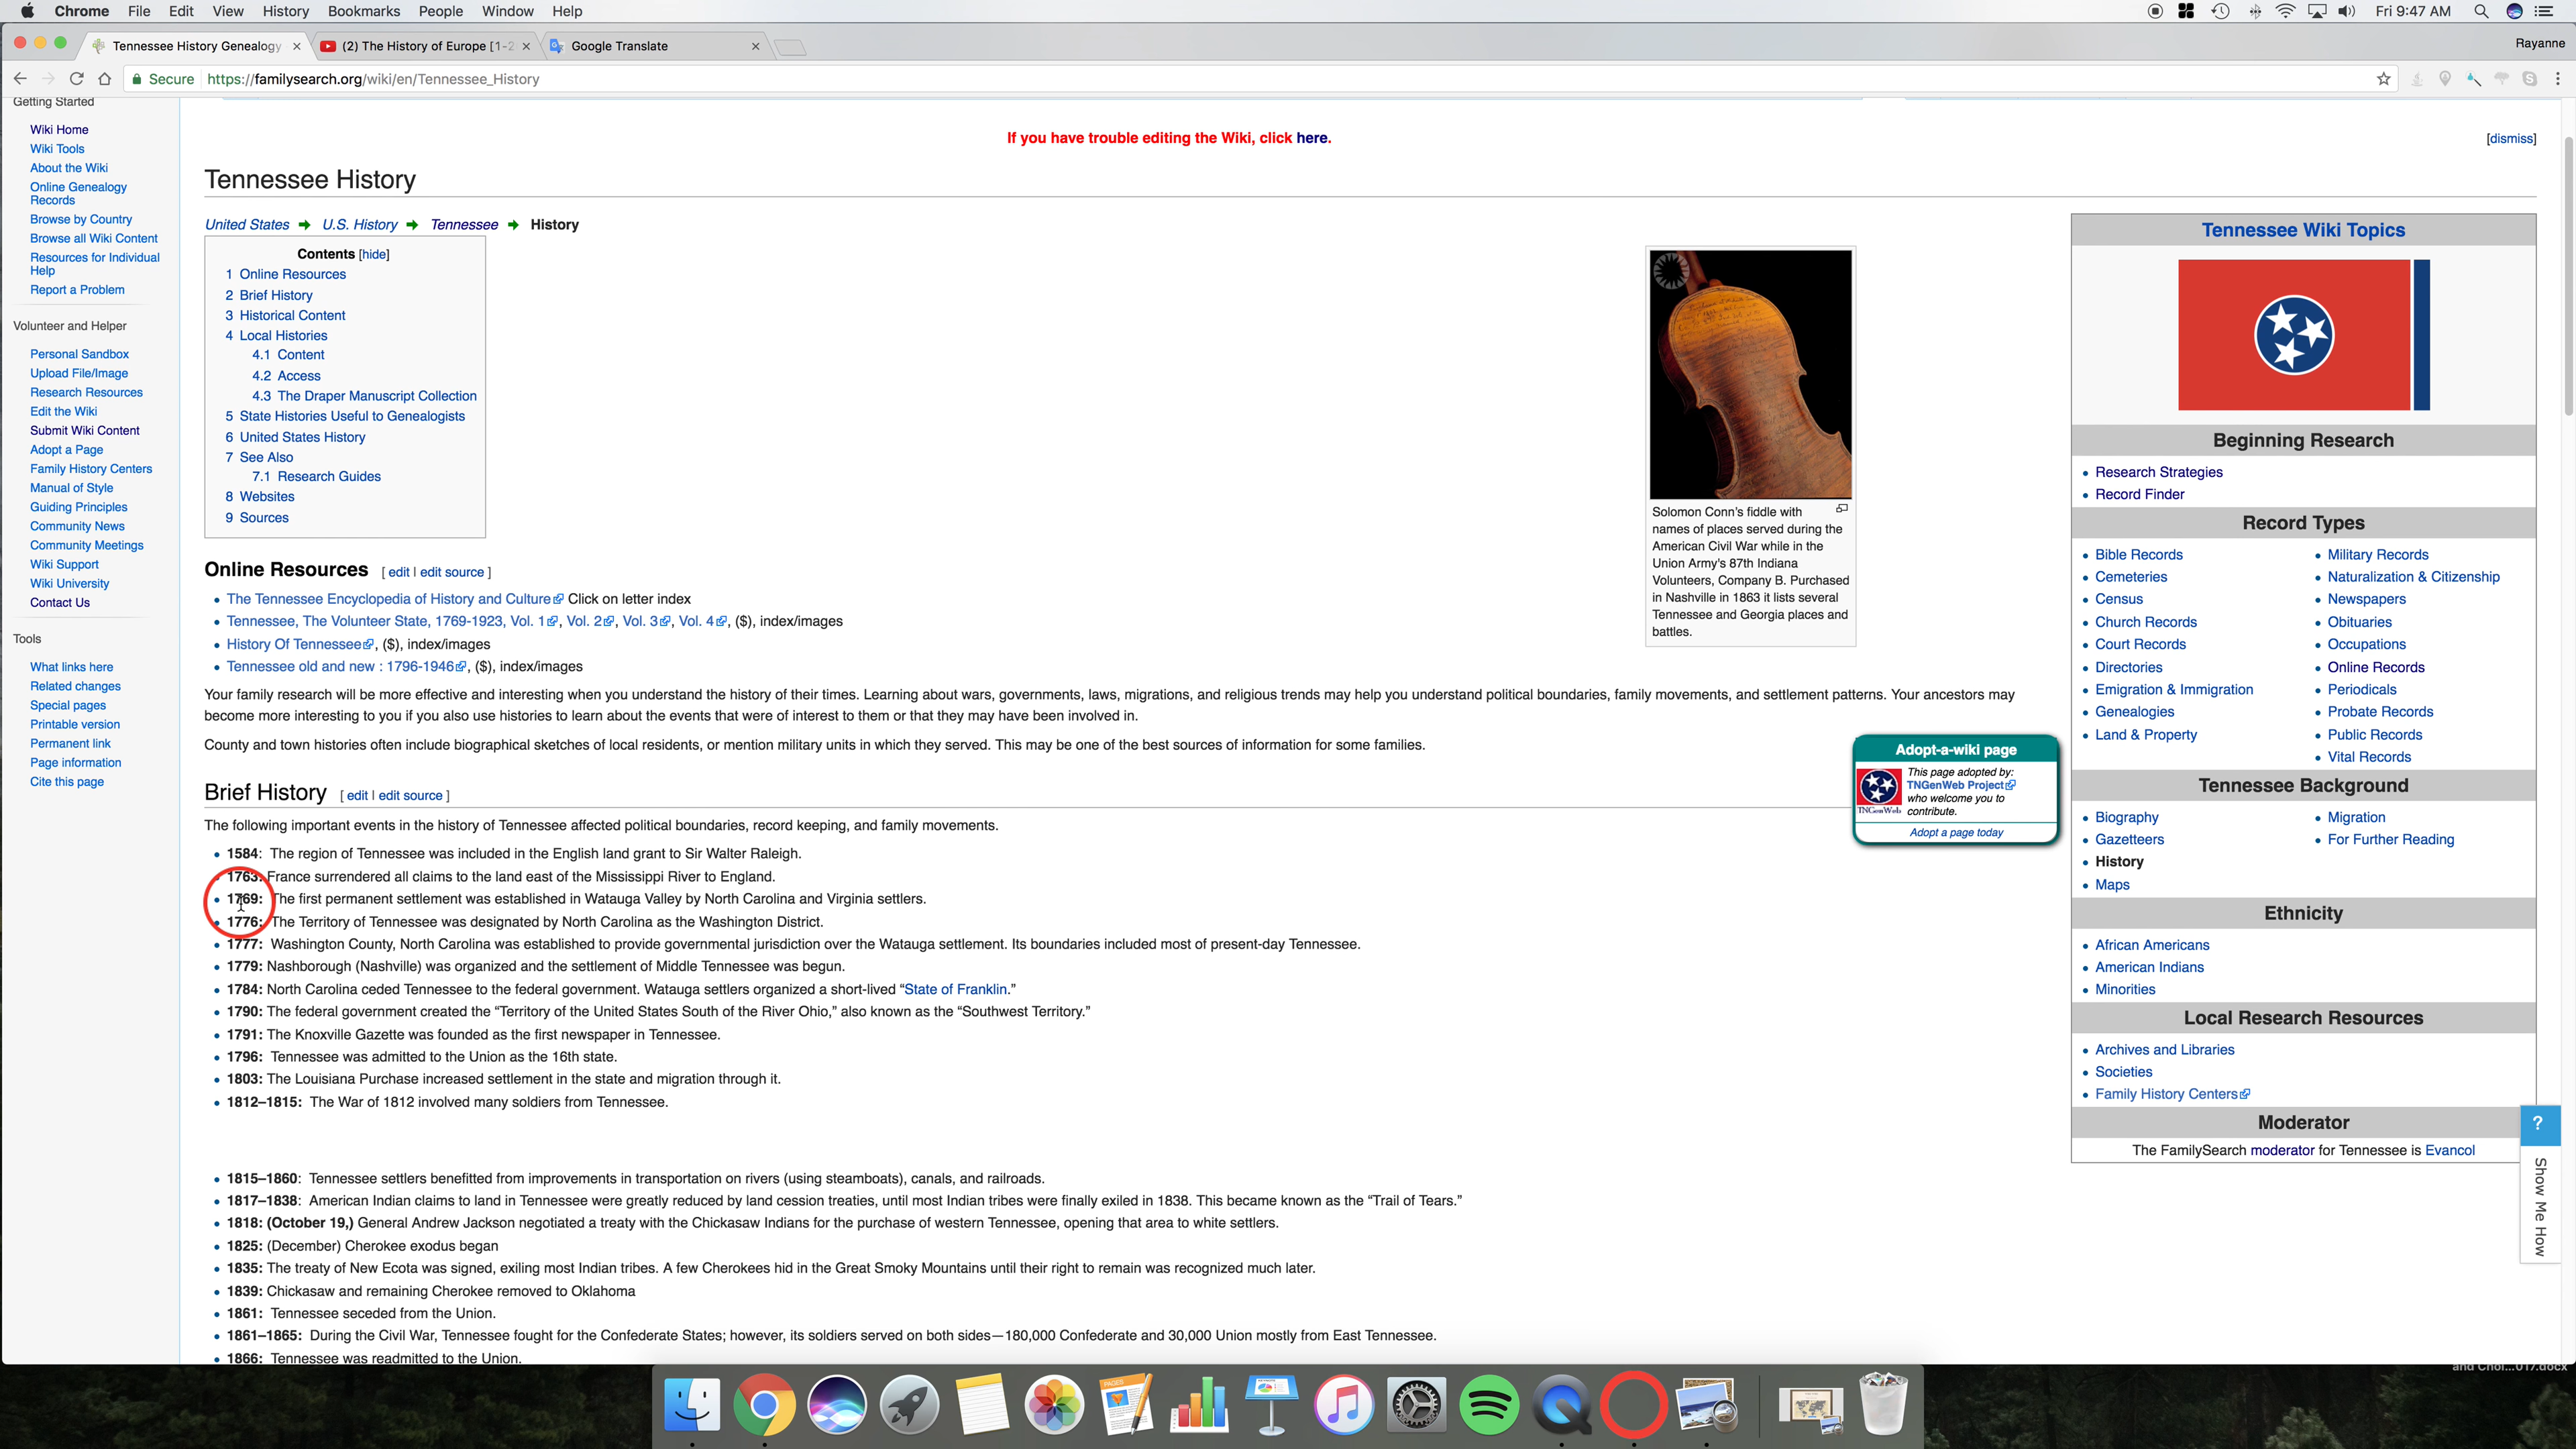 Chrome File Edit View History Bookmarks People Window Help Fri 9:47 AM
Tennessee History Genealogy (2) The History of Europe [1-2 Google Translate Rayanne
Secure https://familysearch.org/wiki/en/Tennessee_History
Getting Started
Wiki Home
Wiki Tools
About the Wiki
Online Genealogy
Records
Browse by Country
Browse all Wiki Content
Resources for Individual
Help
Report a Problem
Volunteer and Helper
Personal Sandbox
Upload File/Image
Research Resources
Edit the Wiki
Submit Wiki Content
Adopt a Page
Family History Centers
Manual of Style
Guiding Principles
Community News
Community Meetings
Wiki Support
Wiki University
Contact Us
Tools
What links here
Related changes
Special pages
Printable version
Permanent link
Page information
Cite this page
If you have trouble editing the Wiki, click here.
[dismiss]
Tennessee History
United States U.S. History Tennessee History
Contents [hide]
1 Online Resources
2 Brief History
3 Historical Content
4 Local Histories
4.1 Content
4.2 Access
4.3 The Draper Manuscript Collection
5 State Histories Useful to Genealogists
6 United States History
7 See Also
7.1 Research Guides
8 Websites
9 Sources
Solomon Conn's fiddle with
names of places served during the
American Civil War while in the
Union Army's 87th Indiana
Volunteers, Company B. Purchased
in Nashville in 1863 it lists several
Tennessee and Georgia places and
battles.
Online Resources [ edit | edit source ]
• The Tennessee Encyclopedia of History and Culture Click on letter index
• Tennessee, The Volunteer State, 1769-1923, Vol. 1, Vol. 2, Vol. 3, Vol. 4, ($), index/images
• History Of Tennessee, ($), index/images
• Tennessee old and new : 1796-1946, ($), index/images
Your family research will be more effective and interesting when you understand the history of their times. Learning about wars, governments, laws, migrations, and religious trends may help you understand political boundaries, family movements, and settlement patterns. Your ancestors may
become more interesting to you if you also use histories to learn about the events that were of interest to them or that they may have been involved in.
County and town histories often include biographical sketches of local residents, or mention military units in which they served. This may be one of the best sources of information for some families.
Adopt-a-wiki page
This page adopted by:
TNGenWeb Project
who welcome you to
contribute.
TNGenWeb
Adopt a page today
Brief History [ edit | edit source ]
The following important events in the history of Tennessee affected political boundaries, record keeping, and family movements.
• 1584: The region of Tennessee was included in the English land grant to Sir Walter Raleigh.
• 1763: France surrendered all claims to the land east of the Mississippi River to England.
• 1769: The first permanent settlement was established in Watauga Valley by North Carolina and Virginia settlers.
• 1776: The Territory of Tennessee was designated by North Carolina as the Washington District.
• 1777: Washington County, North Carolina was established to provide governmental jurisdiction over the Watauga settlement. Its boundaries included most of present-day Tennessee.
• 1779: Nashborough (Nashville) was organized and the settlement of Middle Tennessee was begun.
• 1784: North Carolina ceded Tennessee to the federal government. Watauga settlers organized a short-lived “State of Franklin.”
• 1790: The federal government created the “Territory of the United States South of the River Ohio,” also known as the “Southwest Territory.”
• 1791: The Knoxville Gazette was founded as the first newspaper in Tennessee.
• 1796: Tennessee was admitted to the Union as the 16th state.
• 1803: The Louisiana Purchase increased settlement in the state and migration through it.
• 1812–1815: The War of 1812 involved many soldiers from Tennessee.
• 1815–1860: Tennessee settlers benefitted from improvements in transportation on rivers (using steamboats), canals, and railroads.
• 1817–1838: American Indian claims to land in Tennessee were greatly reduced by land cession treaties, until most Indian tribes were finally exiled in 1838. This became known as the “Trail of Tears.”
• 1818: (October 19,) General Andrew Jackson negotiated a treaty with the Chickasaw Indians for the purchase of western Tennessee, opening that area to white settlers.
• 1825: (December) Cherokee exodus began
• 1835: The treaty of New Ecota was signed, exiling most Indian tribes. A few Cherokees hid in the Great Smoky Mountains until their right to remain was recognized much later.
• 1839: Chickasaw and remaining Cherokee removed to Oklahoma
• 1861: Tennessee seceded from the Union.
• 1861–1865: During the Civil War, Tennessee fought for the Confederate States; however, its soldiers served on both sides—180,000 Confederate and 30,000 Union mostly from East Tennessee.
• 1866: Tennessee was readmitted to the Union.
Tennessee Wiki Topics
Beginning Research
• Research Strategies
• Record Finder
Record Types
• Bible Records • Military Records
• Cemeteries • Naturalization & Citizenship
• Census • Newspapers
• Church Records • Obituaries
• Court Records • Occupations
• Directories • Online Records
• Emigration & Immigration • Periodicals
• Genealogies • Probate Records
• Land & Property • Public Records
• Vital Records
Tennessee Background
• Biography • Migration
• Gazetteers • For Further Reading
• History
• Maps
Ethnicity
• African Americans
• American Indians
• Minorities
Local Research Resources
• Archives and Libraries
• Societies
• Family History Centers
Moderator
The FamilySearch moderator for Tennessee is Evancol
?
Show Me How
and Chol...017.docx
PAGES